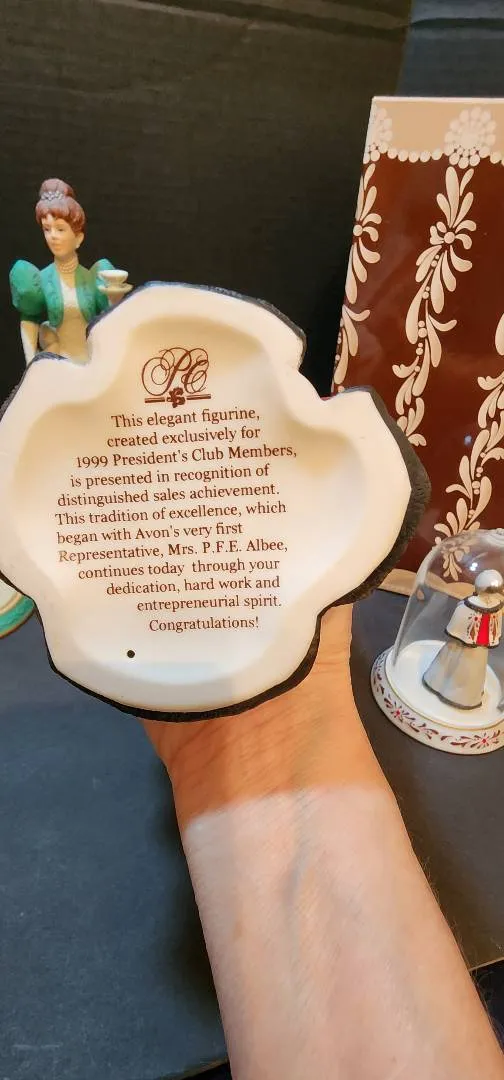 PC
This elegant figurine,
created exclusively for
1999 President's Club Members,
is presented in recognition of
distinguished sales achievement.
This tradition of excellence, which
began with Avon's very first
Representative, Mrs. P.F.E. Albee,
continues today through your
dedication, hard work and
entrepreneurial spirit.
Congratulations!